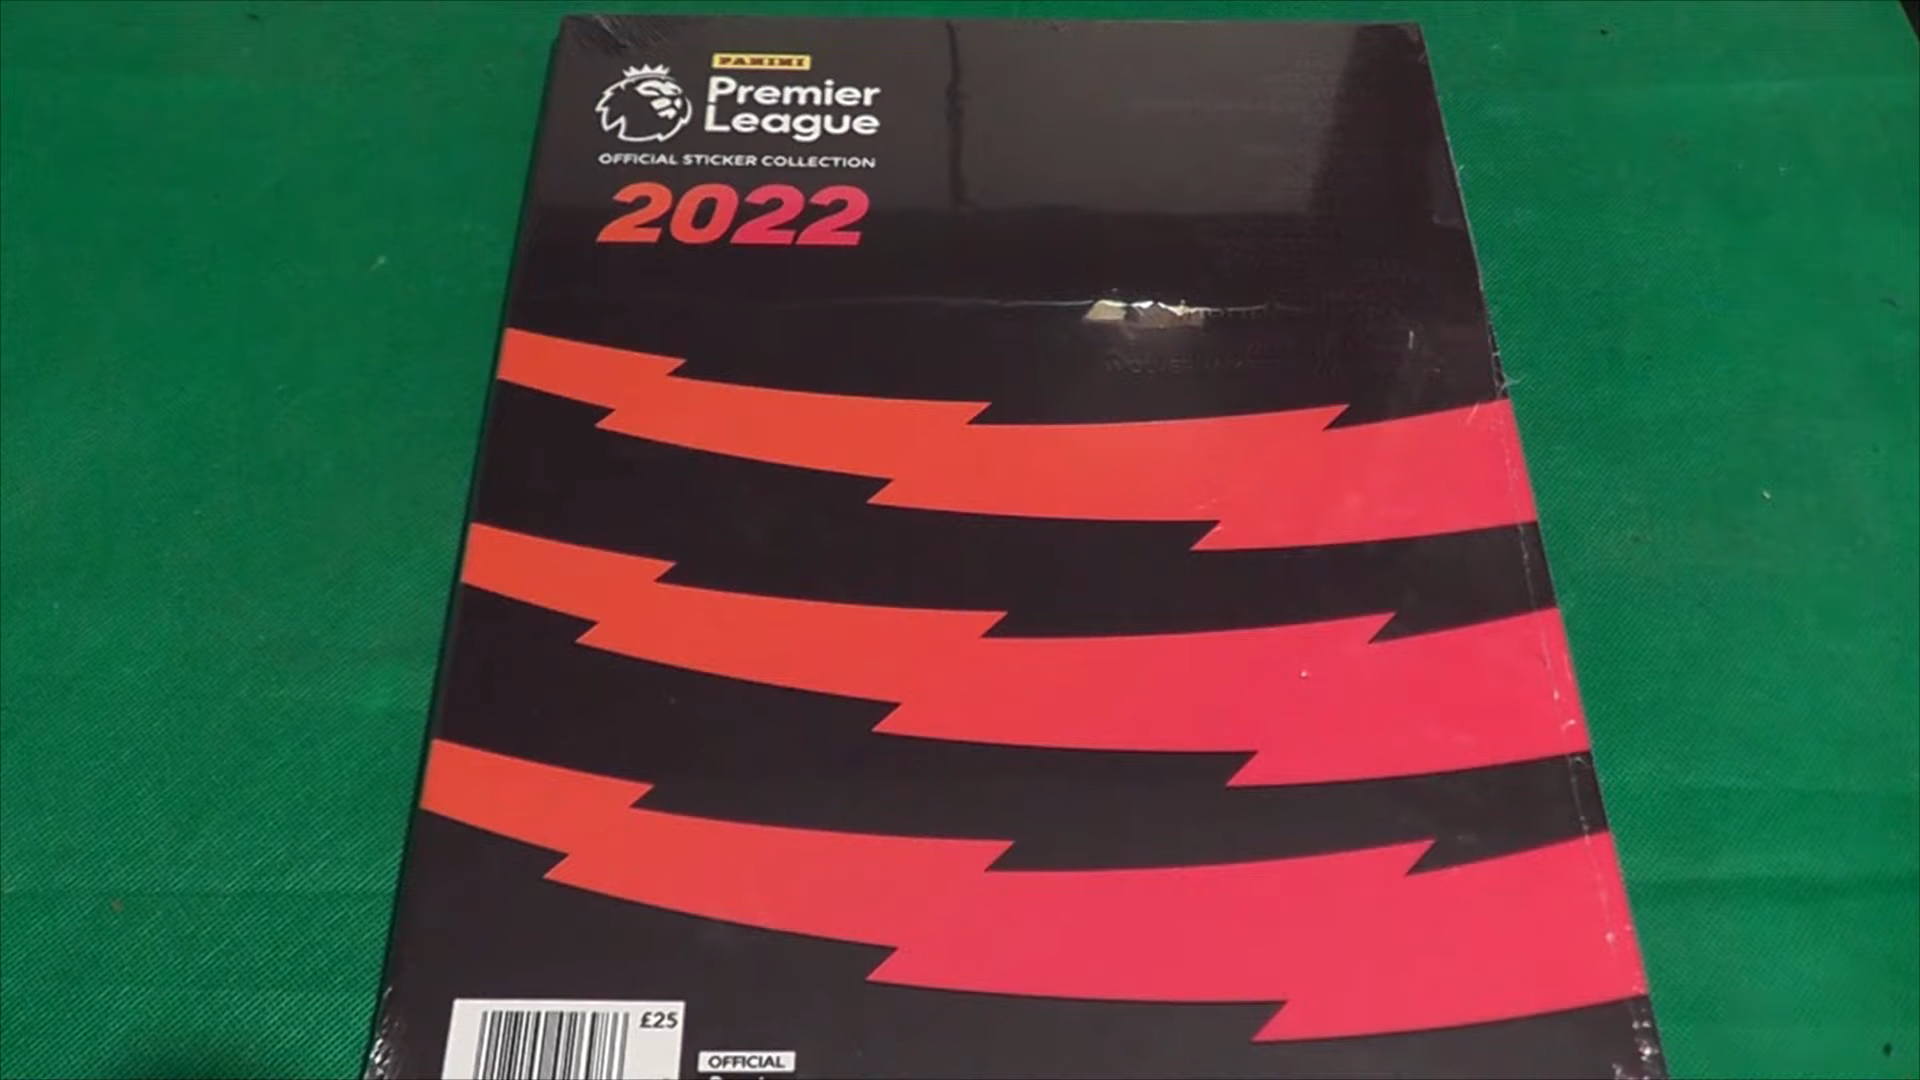 PANINI
Premier
League
OFFICIAL STICKER COLLECTION
2022
£25
OFFICIAL